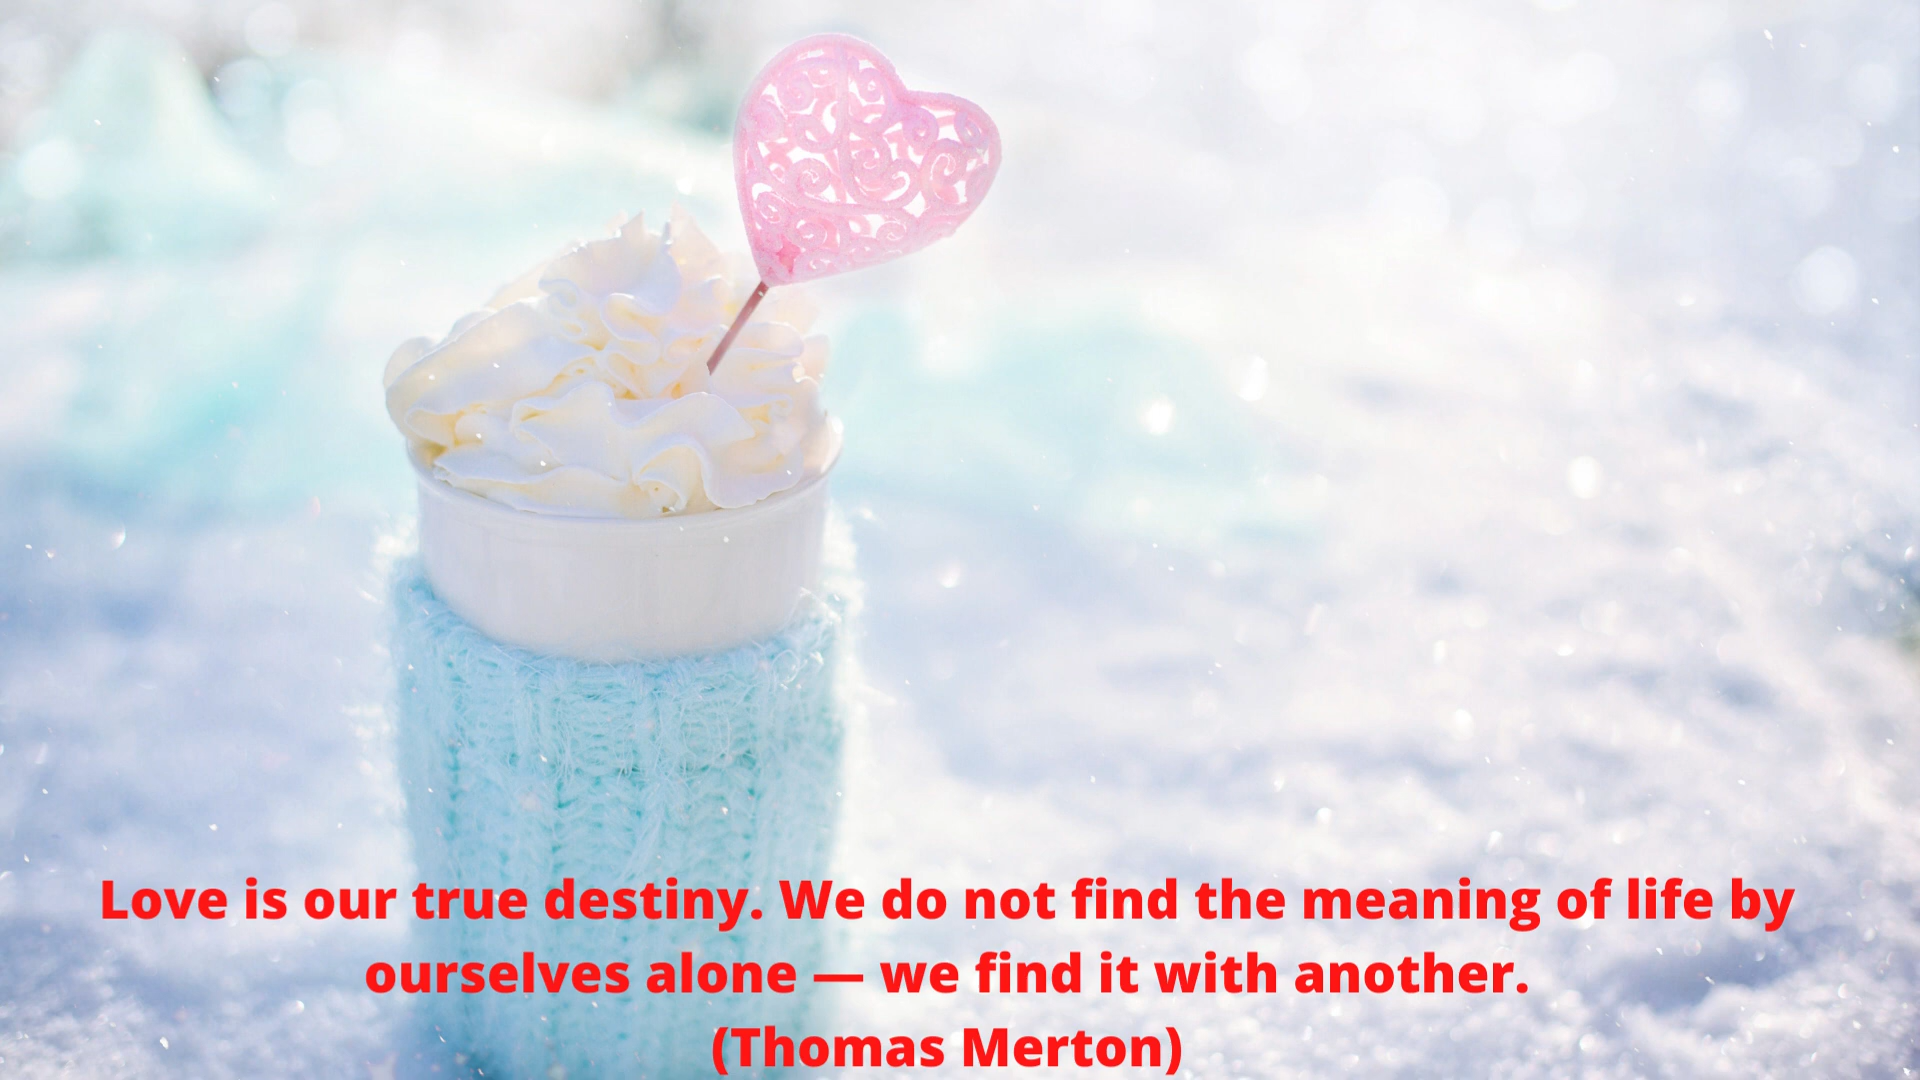 Love is our true destiny. We do not find the meaning of life by
ourselves alone — we find it with another.
(Thomas Merton)